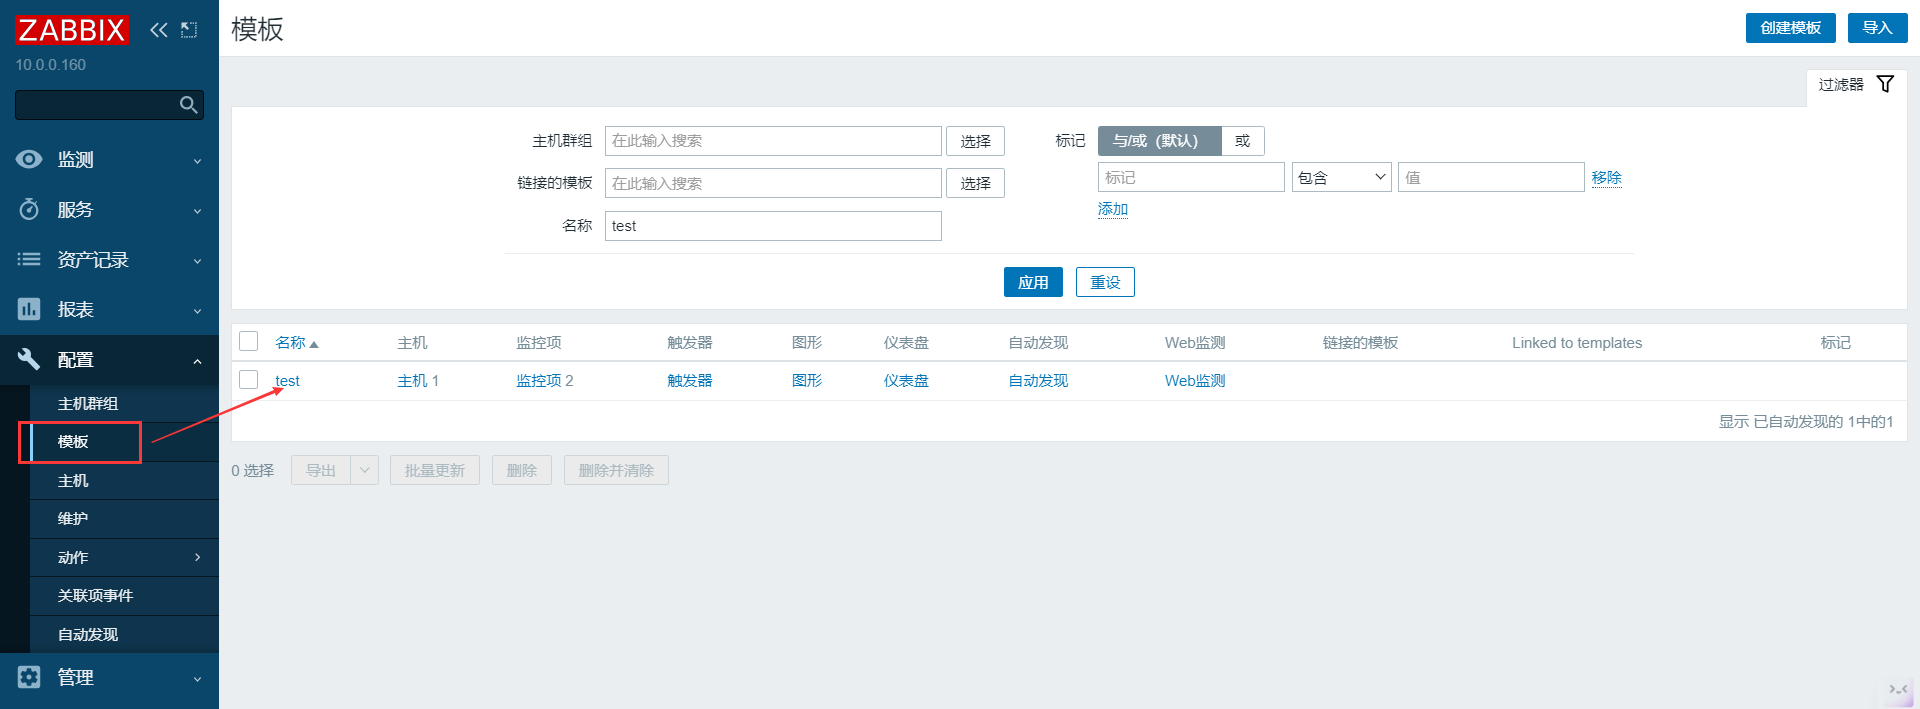 ZABBIX
10.0.0.160
监测
服务
资产记录
报表
配置
主机群组
模板
主机
维护
动作
关联项事件
自动发现
管理
模板
创建模板 导入
过滤器
主机群组 在此输入搜索 选择 标记 与/或（默认） 或
链接的模板 在此输入搜索 选择 标记 包含 值 移除
添加
名称 test
应用 重设
名称 主机 监控项 触发器 图形 仪表盘 自动发现 Web监测 链接的模板 Linked to templates 标记
test 主机 1 监控项 2 触发器 图形 仪表盘 自动发现 Web监测
显示 已自动发现的 1中的1
0 选择 导出 批量更新 删除 删除并清除